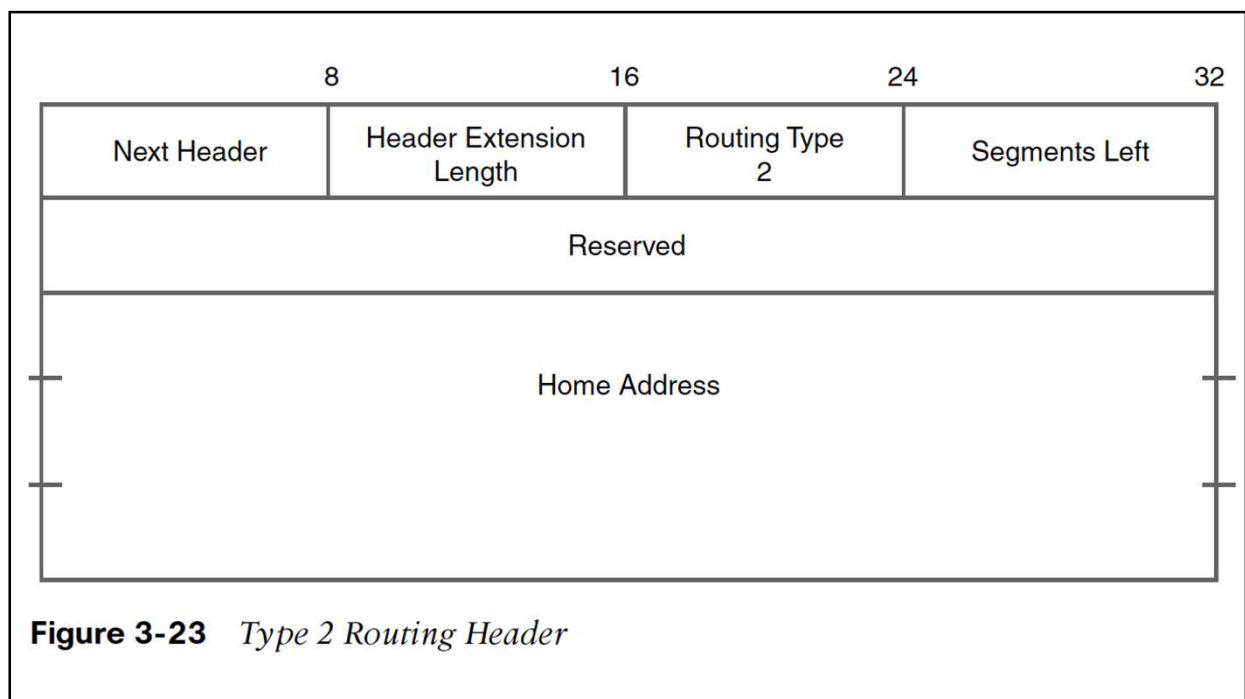 8 16 24 32
Next Header Header Extension Routing Type Segments Left
Length 2
Reserved
Home Address
Figure 3-23 Type 2 Routing Header